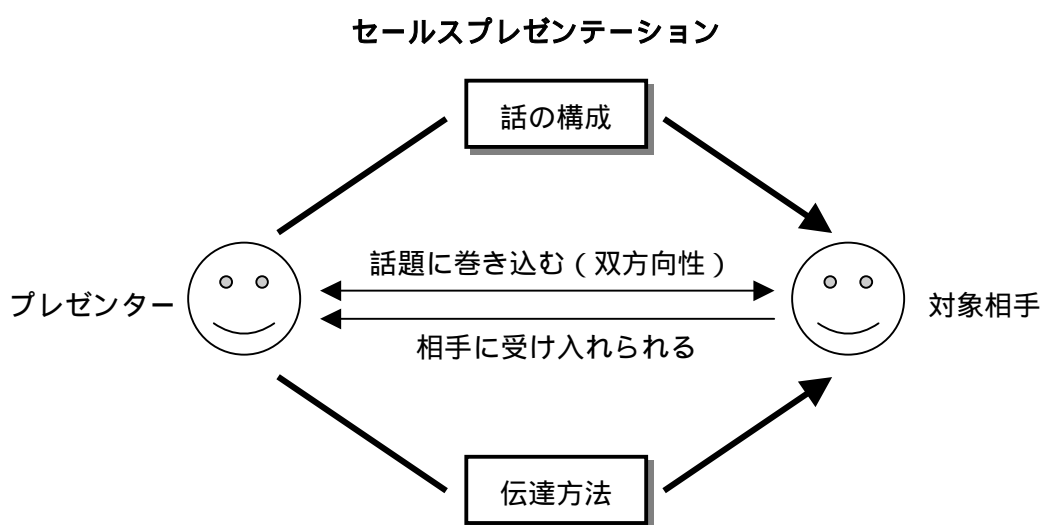 セールスプレゼンテーション
話の構成
話題に巻き込む（双方向性）
プレゼンター
対象相手
相手に受け入れられる
伝達方法